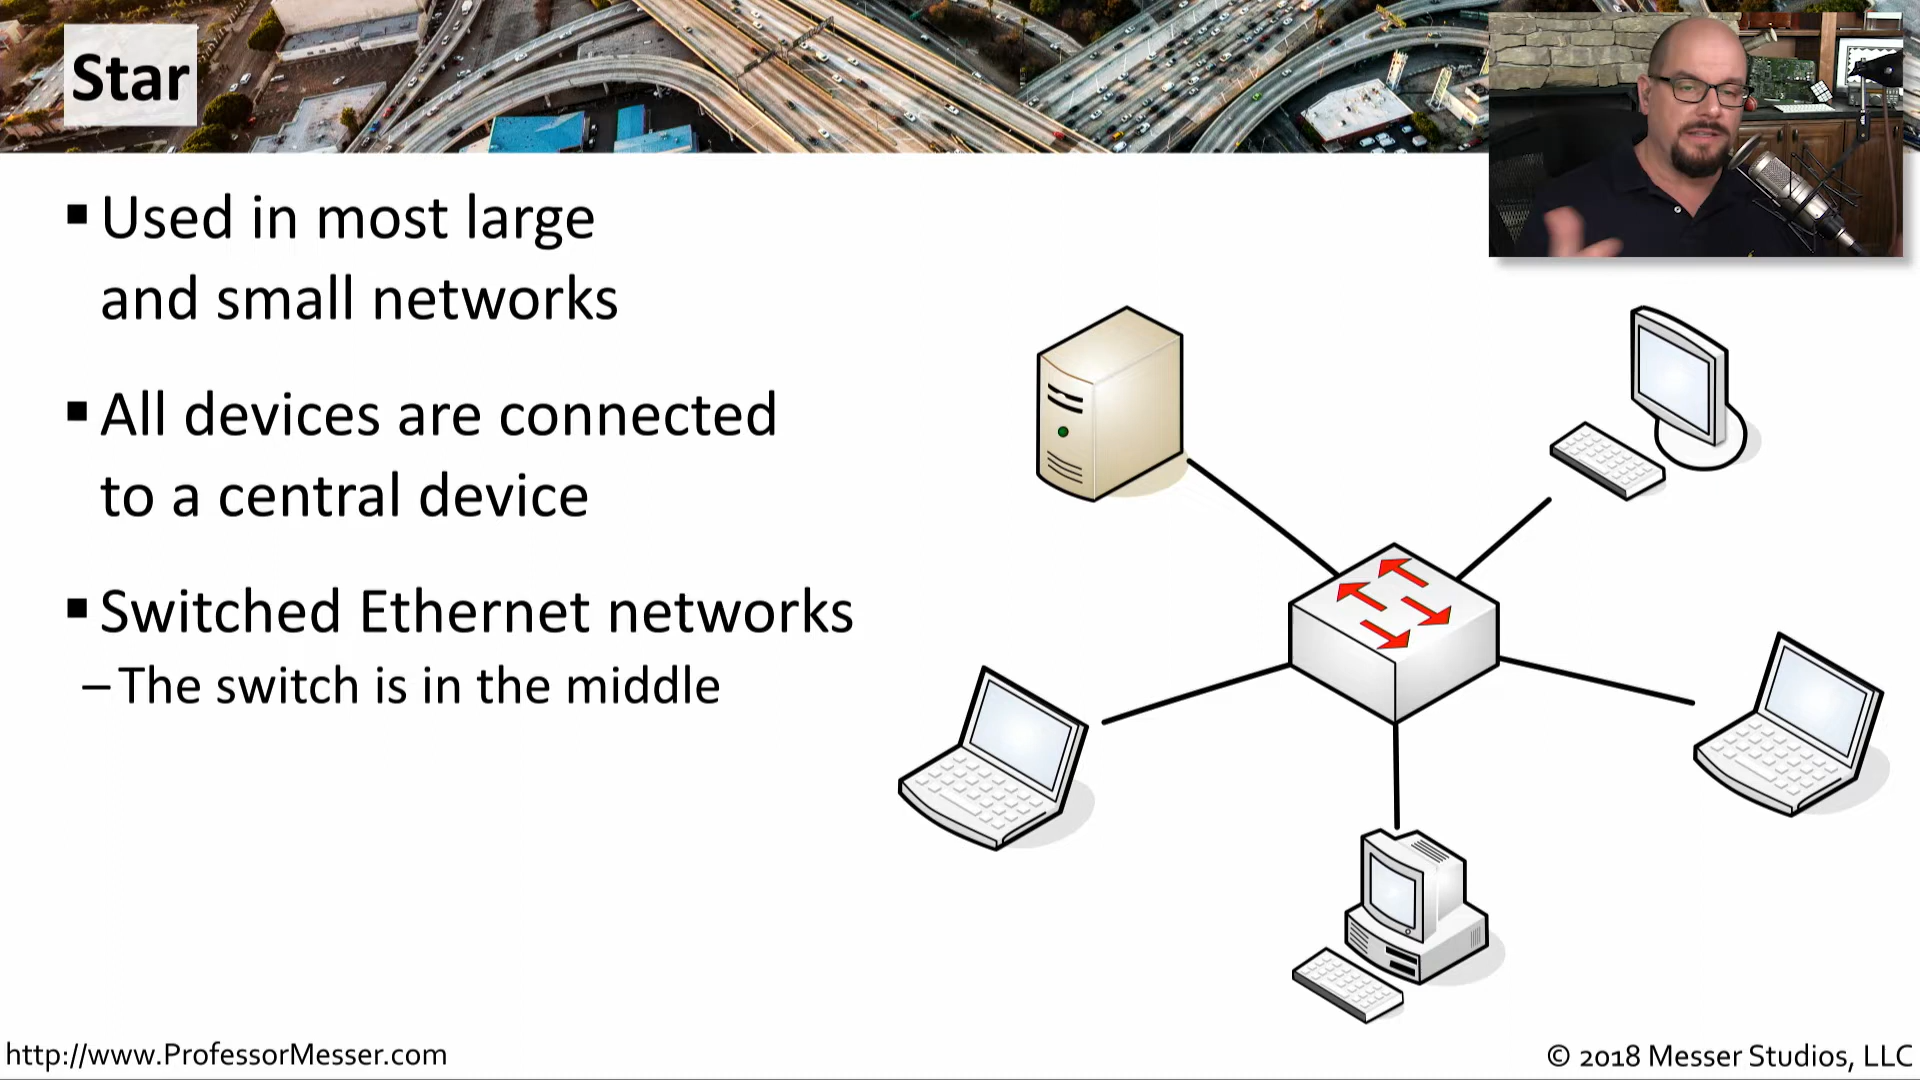 Star
▪ Used in most large
and small networks
▪ All devices are connected
to a central device
▪ Switched Ethernet networks
– The switch is in the middle
http://www.ProfessorMesser.com
© 2018 Messer Studios, LLC